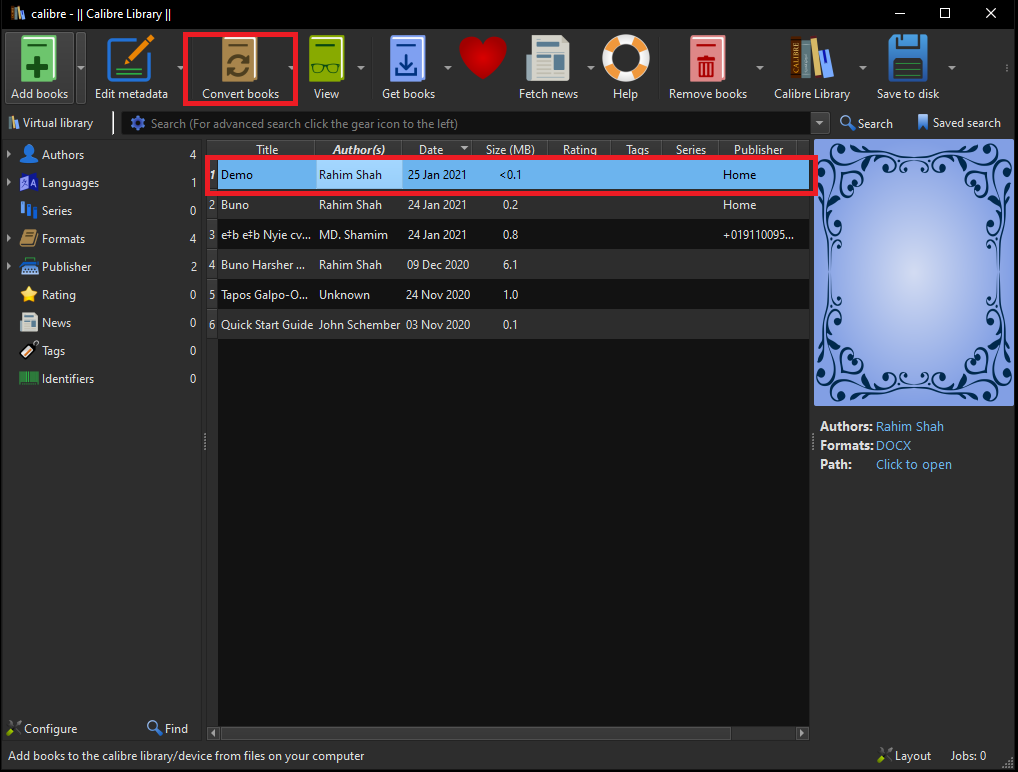 calibre - || Calibre Library ||
Add books Edit metadata Convert books View Get books Fetch news Help Remove books Calibre Library Save to disk
Virtual library Search (For advanced search click the gear icon to the left) Search Saved search
Authors 4
Languages 1
Series 0
Formats 4
Publisher 2
Rating 0
News 0
Tags 0
Identifiers 0
Title Author(s) Date Size (MB) Rating Tags Series Publisher
1 Demo Rahim Shah 25 Jan 2021 <0.1 Home
2 Buno Rahim Shah 24 Jan 2021 0.2 Home
3 e‡b e‡b Nyie cv... MD. Shamim 24 Jan 2021 0.8 +019110095...
4 Buno Harsher ... Rahim Shah 09 Dec 2020 6.1
5 Tapos Galpo-O... Unknown 24 Nov 2020 1.0
6 Quick Start Guide John Schember 03 Nov 2020 0.1
Authors: Rahim Shah
Formats: DOCX
Path: Click to open
Configure Find
Add books to the calibre library/device from files on your computer Layout Jobs: 0